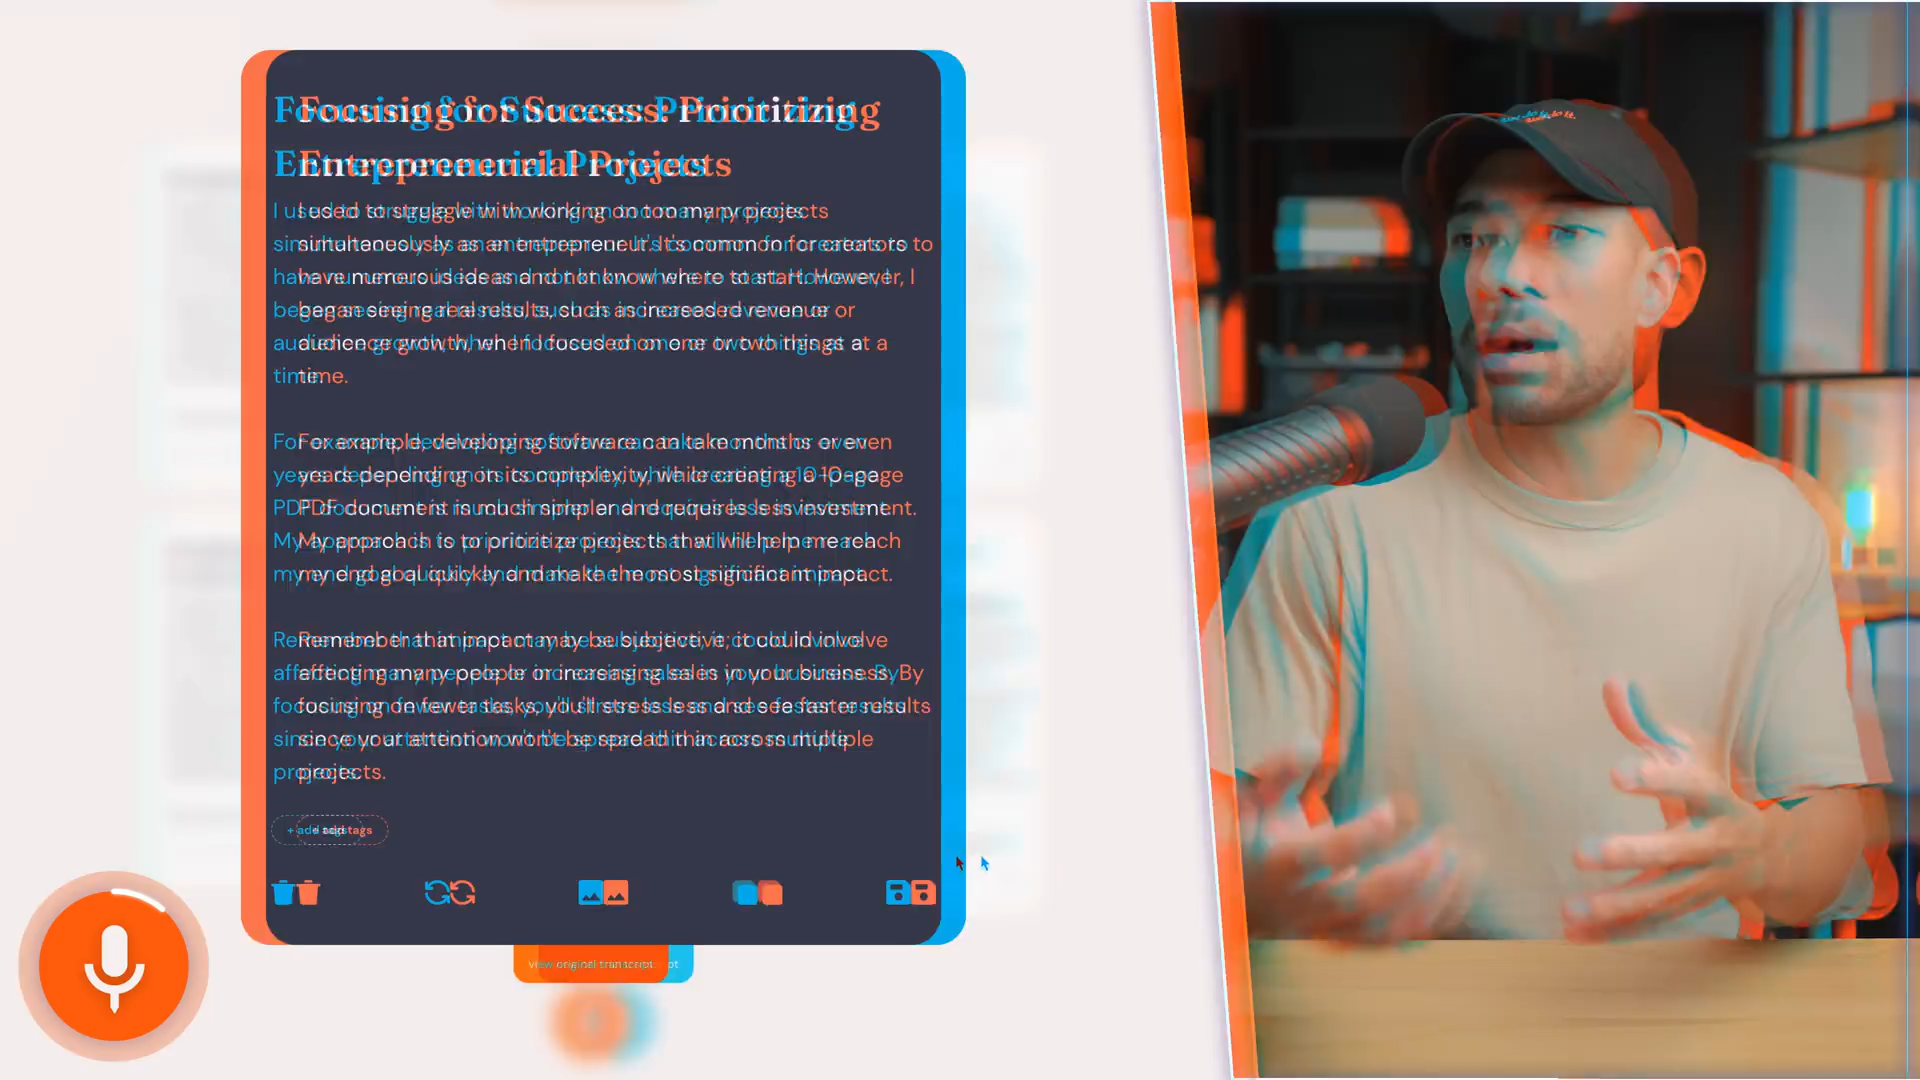 Focusing for Success: Prioritizing
Entrepreneurial Projects
I used to struggle with working on too many projects
simultaneously as an entrepreneur. It's common for creators to
have numerous ideas and not know where to start. However, I
began seeing real results, such as increased revenue or
audience growth, when I focused on one or two things at a
time.
For example, developing software can take months or even
years depending on its complexity, while creating a 10-page
PDF document is much simpler and requires less investment.
My approach is to prioritize projects that will help me reach
my end goal quickly and make the most significant impact.
Remember that impact may be subjective; it could involve
affecting many people or increasing sales in your business. By
focusing on fewer tasks, you'll stress less and see faster results
since your attention won't be spread thin across multiple
projects.
+ add tags
view original transcript